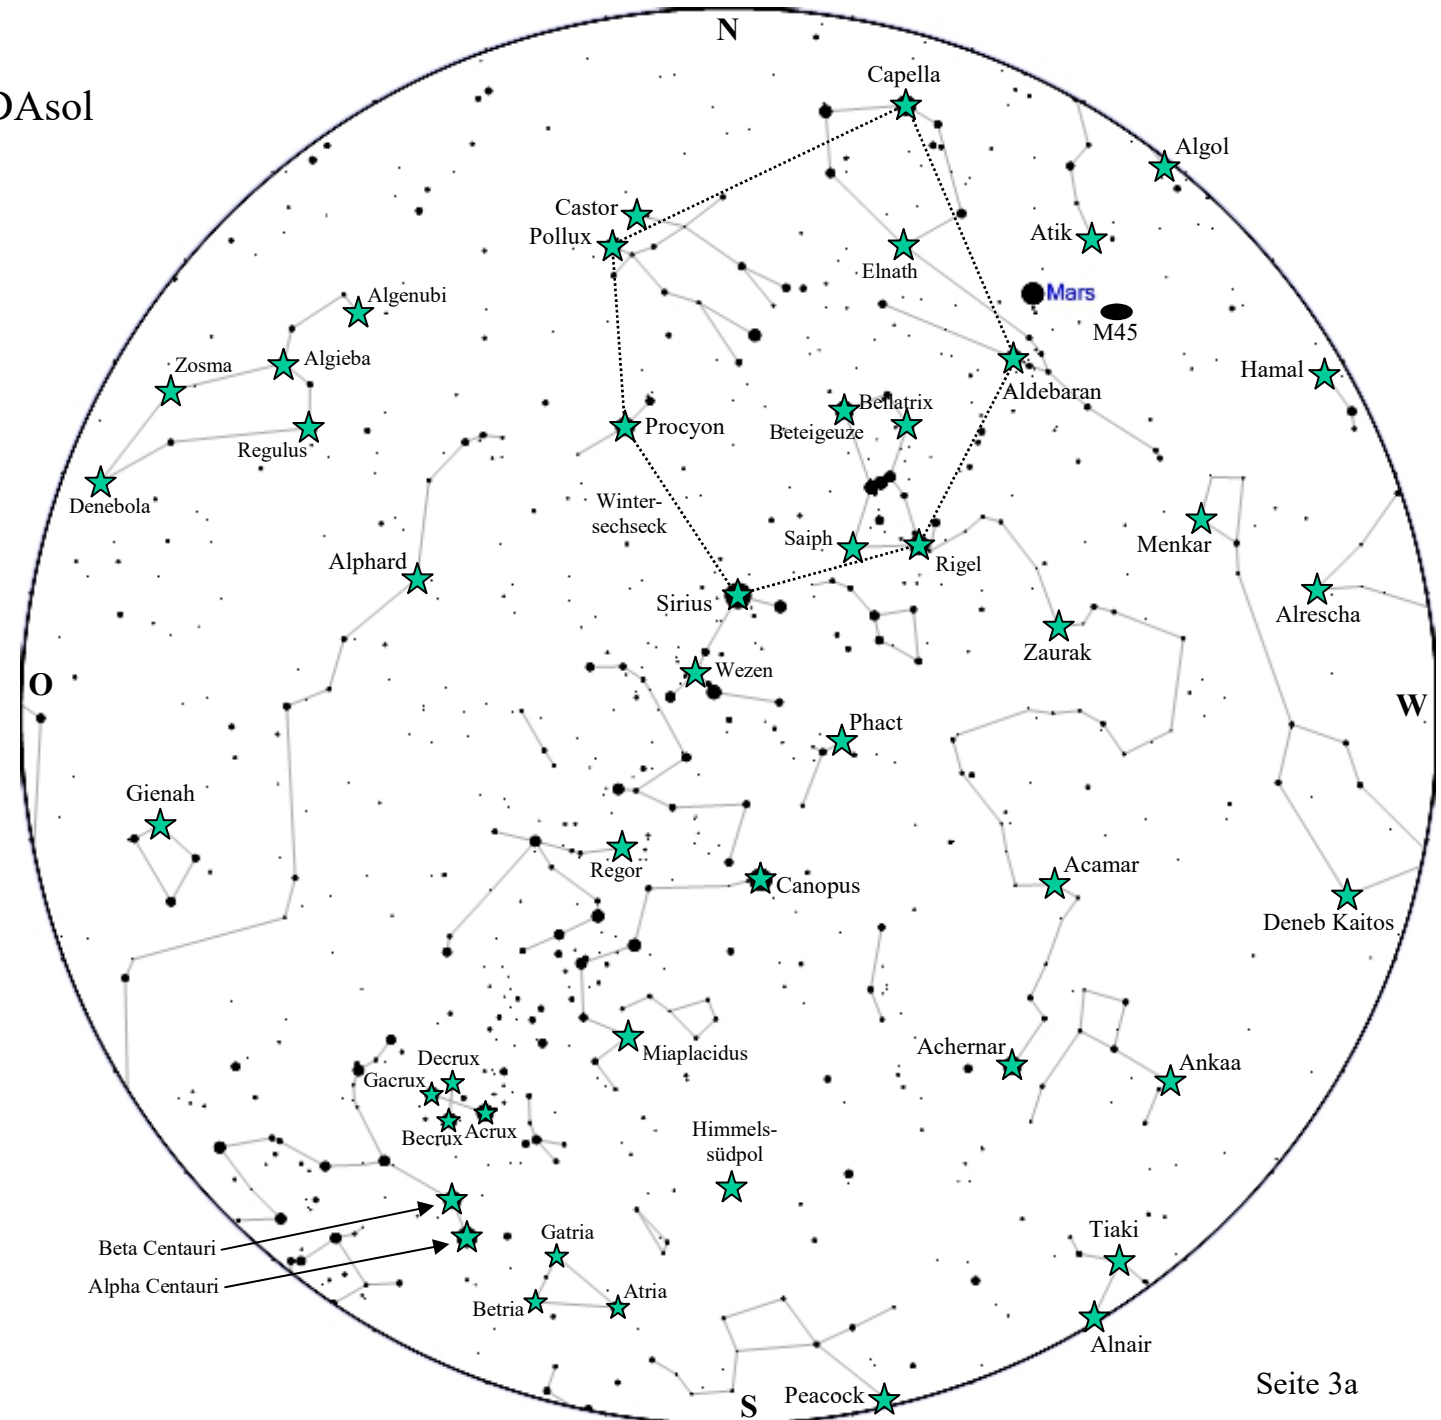 N
Capella
DAsol
Algol
Castor
Pollux
Atik
Elnath
Mars
M45
Algenubi
Zosma
Algieba
Hamal
Aldebaran
Bellatrix
Beteigeuze
Procyon
Regulus
Denebola
Winter-
sechseck
Saiph
Menkar
Alphard
Rigel
Sirius
Alrescha
Zaurak
Wezen
O
W
Phact
Gienah
Regor
Canopus
Acamar
Deneb Kaitos
Miaplacidus
Achernar
Decrux
Gacrux
Ankaa
Becrux
Acrux
Himmels-
südpol
Beta Centauri
Gatria
Tiaki
Alpha Centauri
Betria
Atria
Alnair
Peacock
S
Seite 3a